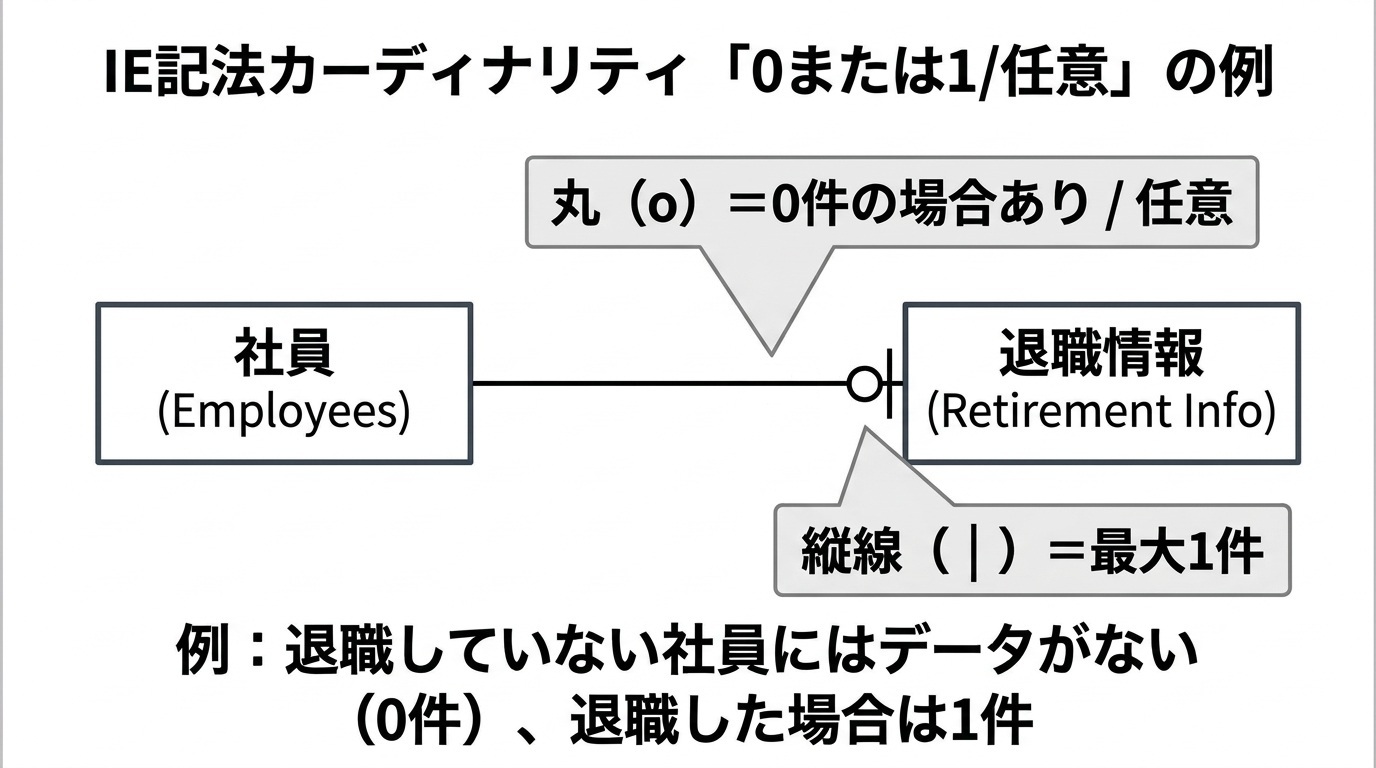 IE記法カーディナリティ「0または1/任意」の例
丸（o）＝0件の場合あり / 任意
社員
(Employees)
退職情報
(Retirement Info)
縦線（ | ）＝最大1件
例：退職していない社員にはデータがない
（0件）、退職した場合は1件